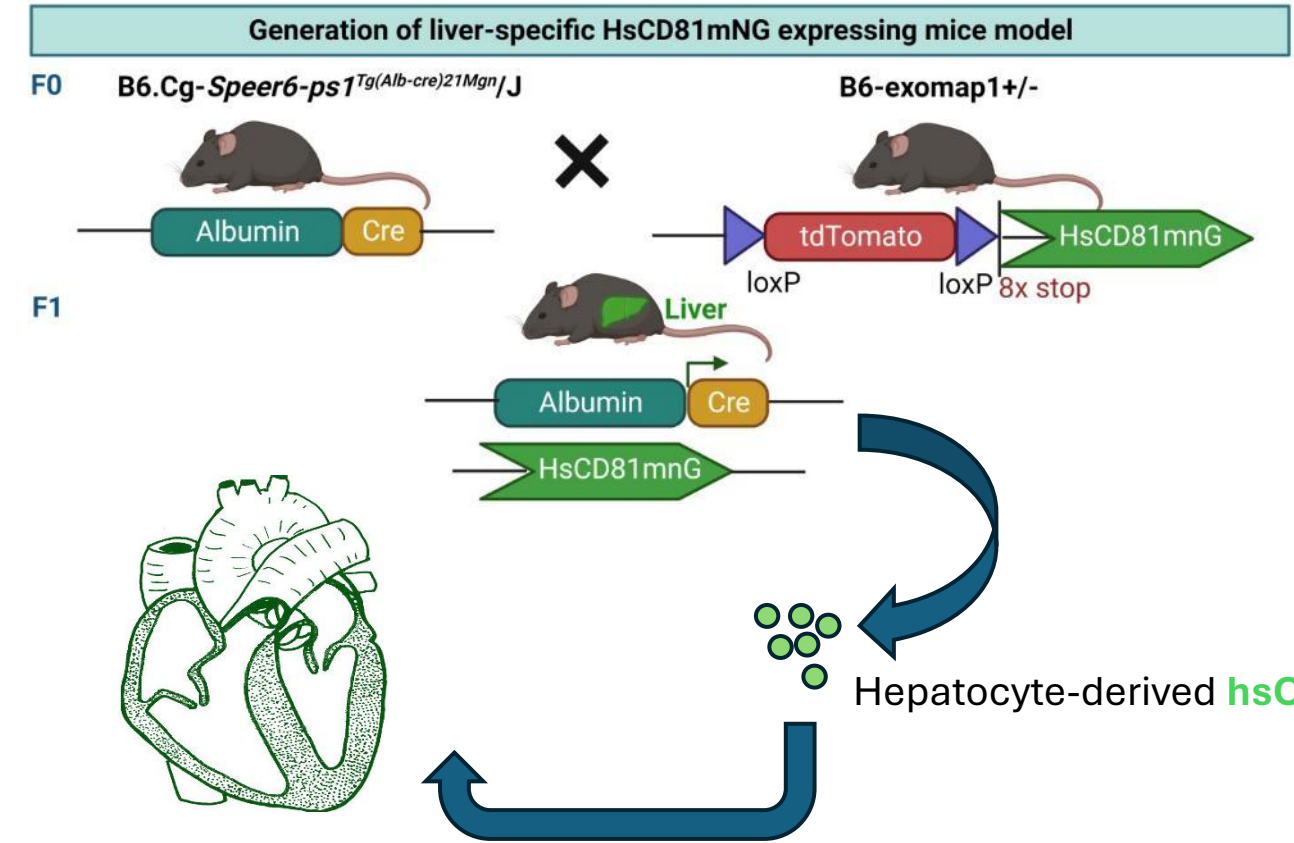 Generation of liver-specific HsCD81mNG expressing mice model
F0
B6.Cg-Speer6-ps1Tg(Alb-cre)21Mgn/J
B6-exomap1+/-
Albumin
Cre
tdTomato
HsCD81mnG
loxP
loxP
8x stop
F1
Liver
Albumin
Cre
HsCD81mnG
Hepatocyte-derived